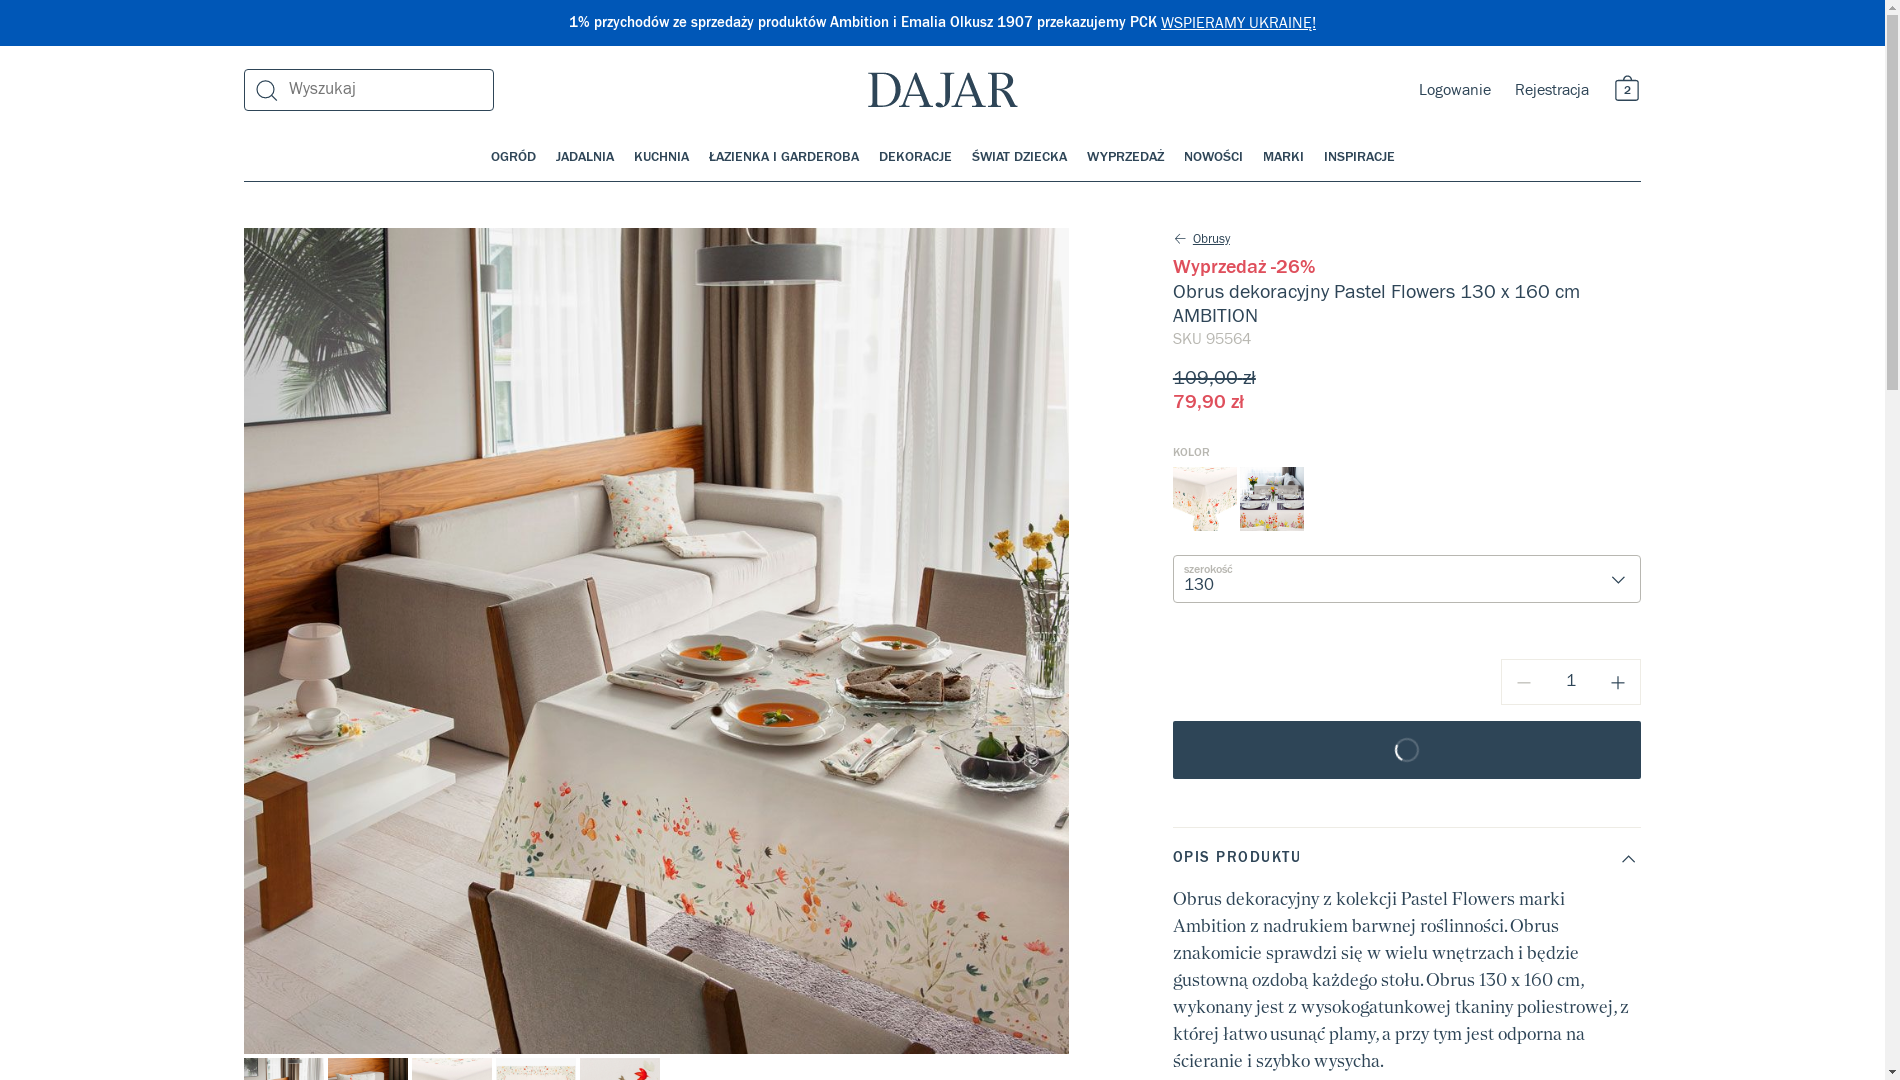 1% przychodów ze sprzedaży produktów Ambition i Emalia Olkusz 1907 przekazujemy PCK WSPIERAMY UKRAINĘ!
Wyszukaj
DAJAR
Logowanie
Rejestracja
2
OGRÓD JADALNIA KUCHNIA ŁAZIENKA I GARDEROBA DEKORACJE ŚWIAT DZIECKA WYPRZEDAŻ NOWOŚCI MARKI INSPIRACJE
Obrusy
Wyprzedaż -26%
Obrus dekoracyjny Pastel Flowers 130 x 160 cm
AMBITION
SKU 95564
109,00 zł
79,90 zł
KOLOR
szerokość
130
1
OPIS PRODUKTU
Obrus dekoracyjny z kolekcji Pastel Flowers marki
Ambition z nadrukiem barwnej roślinności. Obrus
znakomicie sprawdzi się w wielu wnętrzach i będzie
gustowną ozdobą każdego stołu. Obrus 130 x 160 cm,
wykonany jest z wysokogatunkowej tkaniny poliestrowej, z
której łatwo usunąć plamy, a przy tym jest odporna na
ścieranie i szybko wysycha.